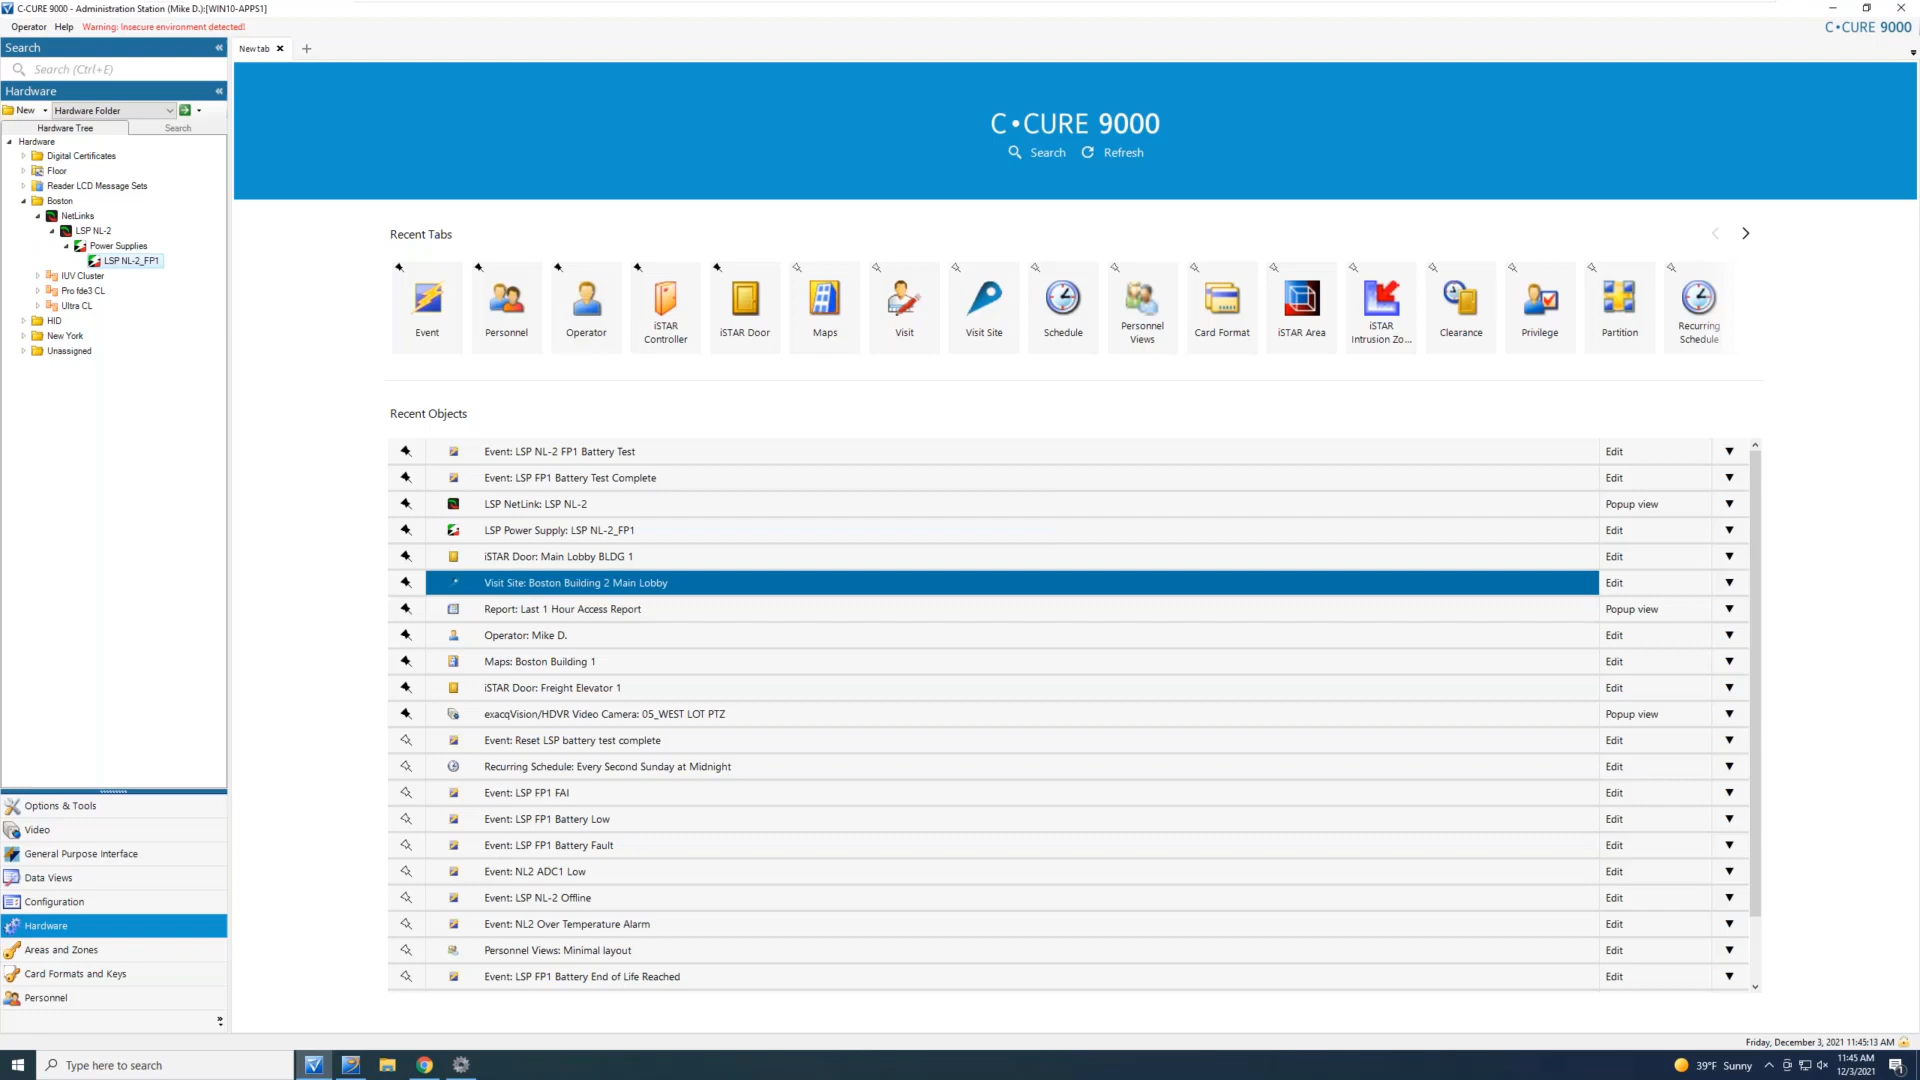 C•CURE 9000 - Administration Station (Mike D.):[WIN10-APPS1]
Operator Help Warning: Insecure environment detected!
C•CURE 9000
Search
Search (Ctrl+E)
Hardware
New Hardware Folder
Hardware Tree Search
Hardware
Digital Certificates
Floor
Reader LCD Message Sets
Boston
NetLinks
LSP NL-2
Power Supplies
LSP NL-2_FP1
IUV Cluster
Pro fde3 CL
Ultra CL
HID
New York
Unassigned
Options & Tools
Video
General Purpose Interface
Data Views
Configuration
Hardware
Areas and Zones
Card Formats and Keys
Personnel
New tab
C•CURE 9000
Search Refresh
Recent Tabs
Event
Personnel
Operator
iSTAR
Controller
iSTAR Door
Maps
Visit
Visit Site
Schedule
Personnel
Views
Card Format
iSTAR Area
iSTAR
Intrusion Zo...
Clearance
Privilege
Partition
Recurring
Schedule
Recent Objects
Event: LSP NL-2 FP1 Battery Test Edit
Event: LSP FP1 Battery Test Complete Edit
LSP NetLink: LSP NL-2 Popup view
LSP Power Supply: LSP NL-2_FP1 Edit
iSTAR Door: Main Lobby BLDG 1 Edit
Visit Site: Boston Building 2 Main Lobby Edit
Report: Last 1 Hour Access Report Popup view
Operator: Mike D. Edit
Maps: Boston Building 1 Edit
iSTAR Door: Freight Elevator 1 Edit
exacqVision/HDVR Video Camera: 05_WEST LOT PTZ Popup view
Event: Reset LSP battery test complete Edit
Recurring Schedule: Every Second Sunday at Midnight Edit
Event: LSP FP1 FAI Edit
Event: LSP FP1 Battery Low Edit
Event: LSP FP1 Battery Fault Edit
Event: NL2 ADC1 Low Edit
Event: LSP NL-2 Offline Edit
Event: NL2 Over Temperature Alarm Edit
Personnel Views: Minimal layout Edit
Event: LSP FP1 Battery End of Life Reached Edit
Friday, December 3, 2021 11:45:13 AM
Type here to search
39°F Sunny
11:45 AM
12/3/2021